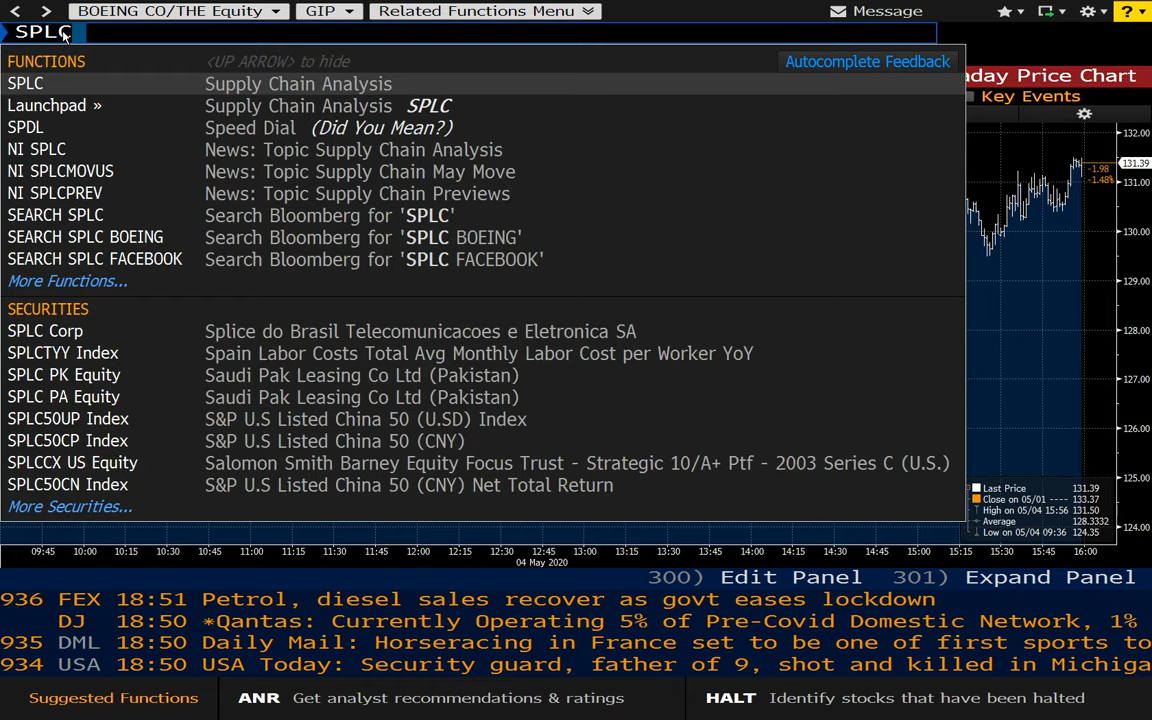 BOEING CO/THE Equity GIP Related Functions Menu Message ?
SPLC
FUNCTIONS <UP ARROW> to hide Autocomplete Feedback
SPLC Supply Chain Analysis
Launchpad » Supply Chain Analysis SPLC
SPDL Speed Dial (Did You Mean?)
NI SPLC News: Topic Supply Chain Analysis
NI SPLCMOVUS News: Topic Supply Chain May Move
NI SPLCPREV News: Topic Supply Chain Previews
SEARCH SPLC Search Bloomberg for 'SPLC'
SEARCH SPLC BOEING Search Bloomberg for 'SPLC BOEING'
SEARCH SPLC FACEBOOK Search Bloomberg for 'SPLC FACEBOOK'
More Functions...
SECURITIES
SPLC Corp Splice do Brasil Telecomunicacoes e Eletronica SA
SPLCTYY Index Spain Labor Costs Total Avg Monthly Labor Cost per Worker YoY
SPLC PK Equity Saudi Pak Leasing Co Ltd (Pakistan)
SPLC PA Equity Saudi Pak Leasing Co Ltd (Pakistan)
SPLC50UP Index S&P U.S Listed China 50 (U.SD) Index
SPLC50CP Index S&P U.S Listed China 50 (CNY)
SPLCCX US Equity Salomon Smith Barney Equity Focus Trust - Strategic 10/A+ Ptf - 2003 Series C (U.S.)
SPLC50CN Index S&P U.S Listed China 50 (CNY) Net Total Return
More Securities...
aday Price Chart
Key Events
132.00
131.39
-1.98
-1.48%
131.00
130.00
129.00
128.00
127.00
126.00
125.00
124.00
Last Price 131.39
Close on 05/01 ---- 133.37
High on 05/04 15:56 131.50
Average 128.3332
Low on 05/04 09:36 124.35
09:45 10:00 10:15 10:30 10:45 11:00 11:15 11:30 11:45 12:00 12:15 12:30 12:45 13:00 13:15 13:30 13:45 14:00 14:15 14:30 14:45 15:00 15:15 15:30 15:45 16:00
04 May 2020
300) Edit Panel 301) Expand Panel
936 FEX 18:51 Petrol, diesel sales recover as govt eases lockdown
DJ 18:50 *Qantas: Currently Operating 5% of Pre-Covid Domestic Network, 1%
935 DML 18:50 Daily Mail: Horseracing in France set to be one of first sports to
934 USA 18:50 USA Today: Security guard, father of 9, shot and killed in Michiga
Suggested Functions ANR Get analyst recommendations & ratings HALT Identify stocks that have been halted